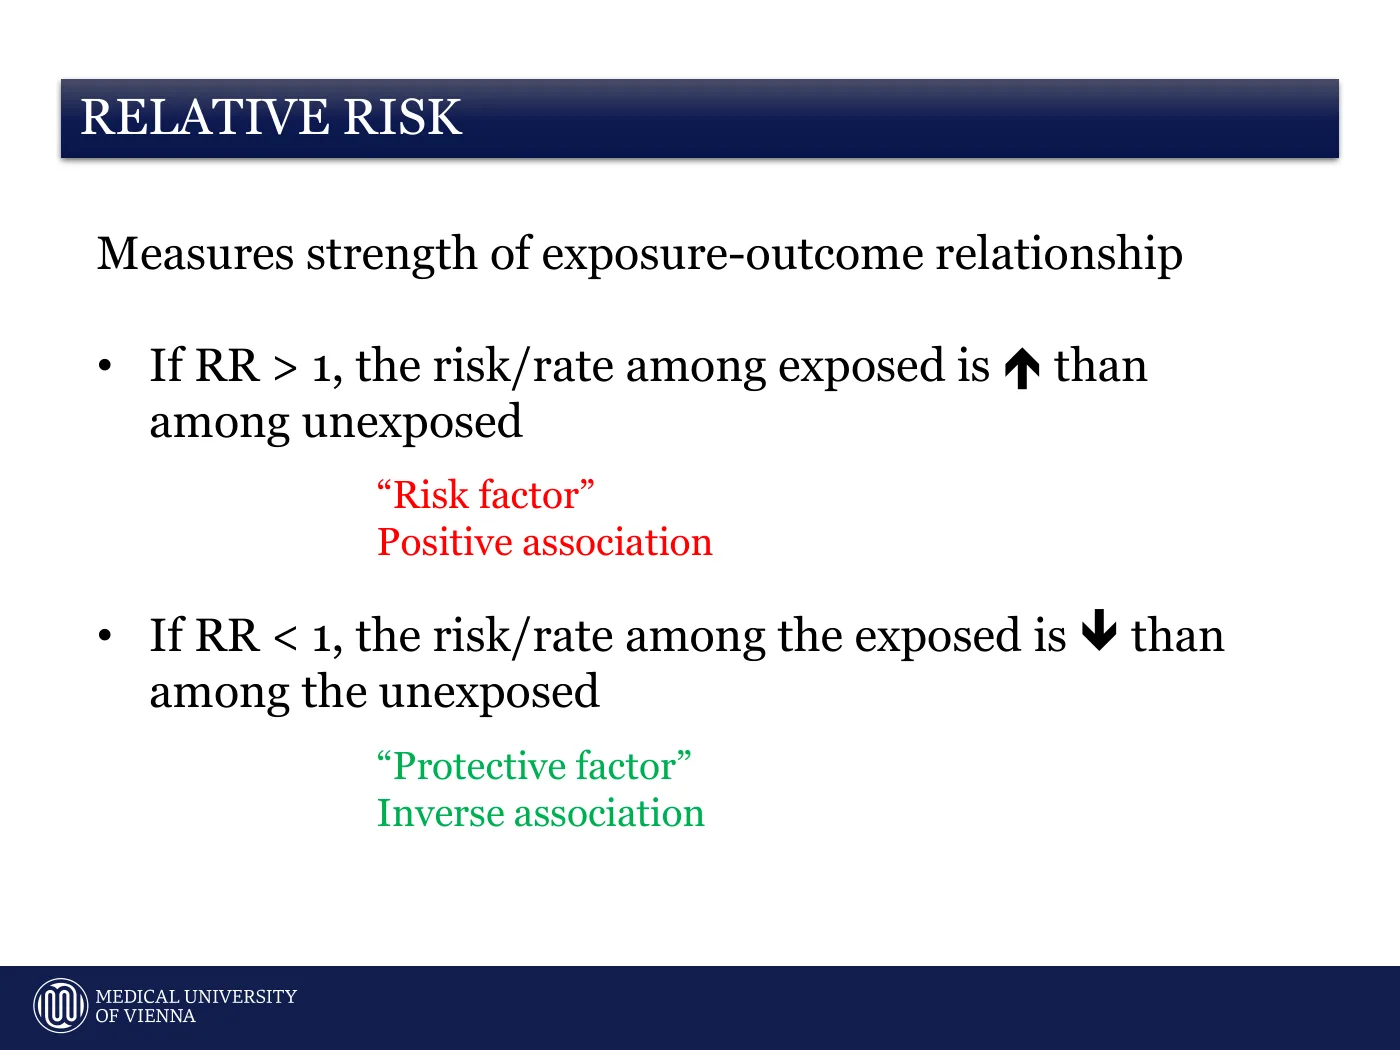 RELATIVE RISK
Measures strength of exposure-outcome relationship
• If RR > 1, the risk/rate among exposed is 🡅 than
among unexposed
“Risk factor”
Positive association
• If RR < 1, the risk/rate among the exposed is 🡇 than
among the unexposed
“Protective factor”
Inverse association
MEDICAL UNIVERSITY
OF VIENNA